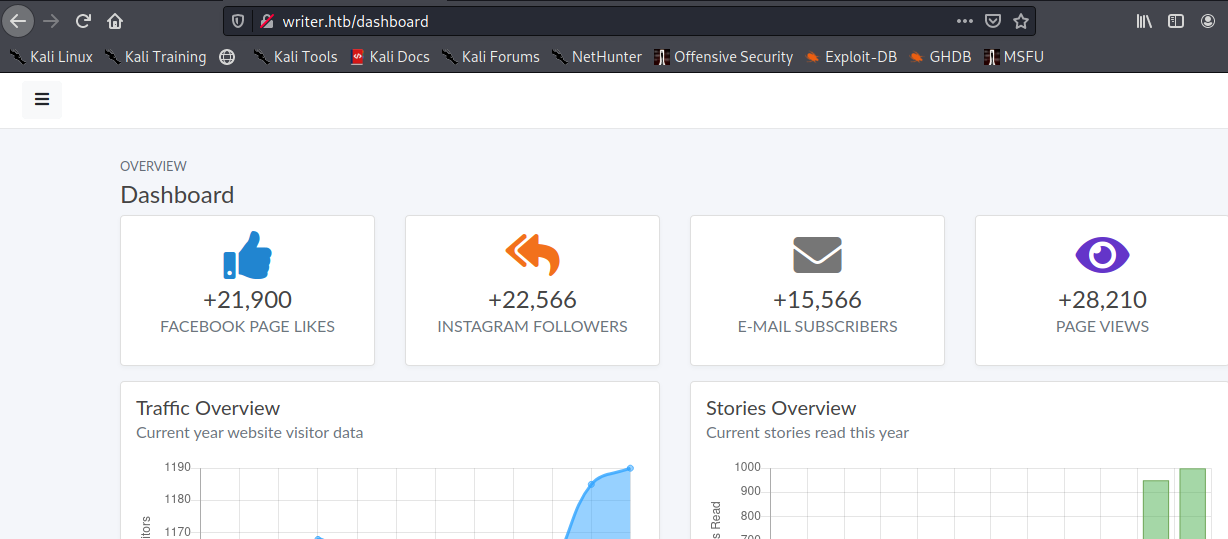 writer.htb/dashboard
Kali Linux Kali Training Kali Tools Kali Docs Kali Forums NetHunter Offensive Security Exploit-DB GHDB MSFU
OVERVIEW
Dashboard
+21,900
FACEBOOK PAGE LIKES
+22,566
INSTAGRAM FOLLOWERS
+15,566
E-MAIL SUBSCRIBERS
+28,210
PAGE VIEWS
Traffic Overview
Current year website visitor data
1190
1180
1170
Stories Overview
Current stories read this year
1000
900
800
Read